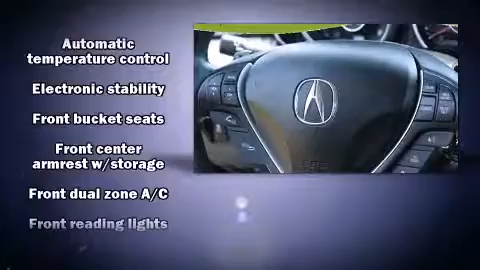 Automatic
temperature control
Electronic stability
Front bucket seats
Front center
armrest w/storage
Front dual zone A/C
Front reading lights